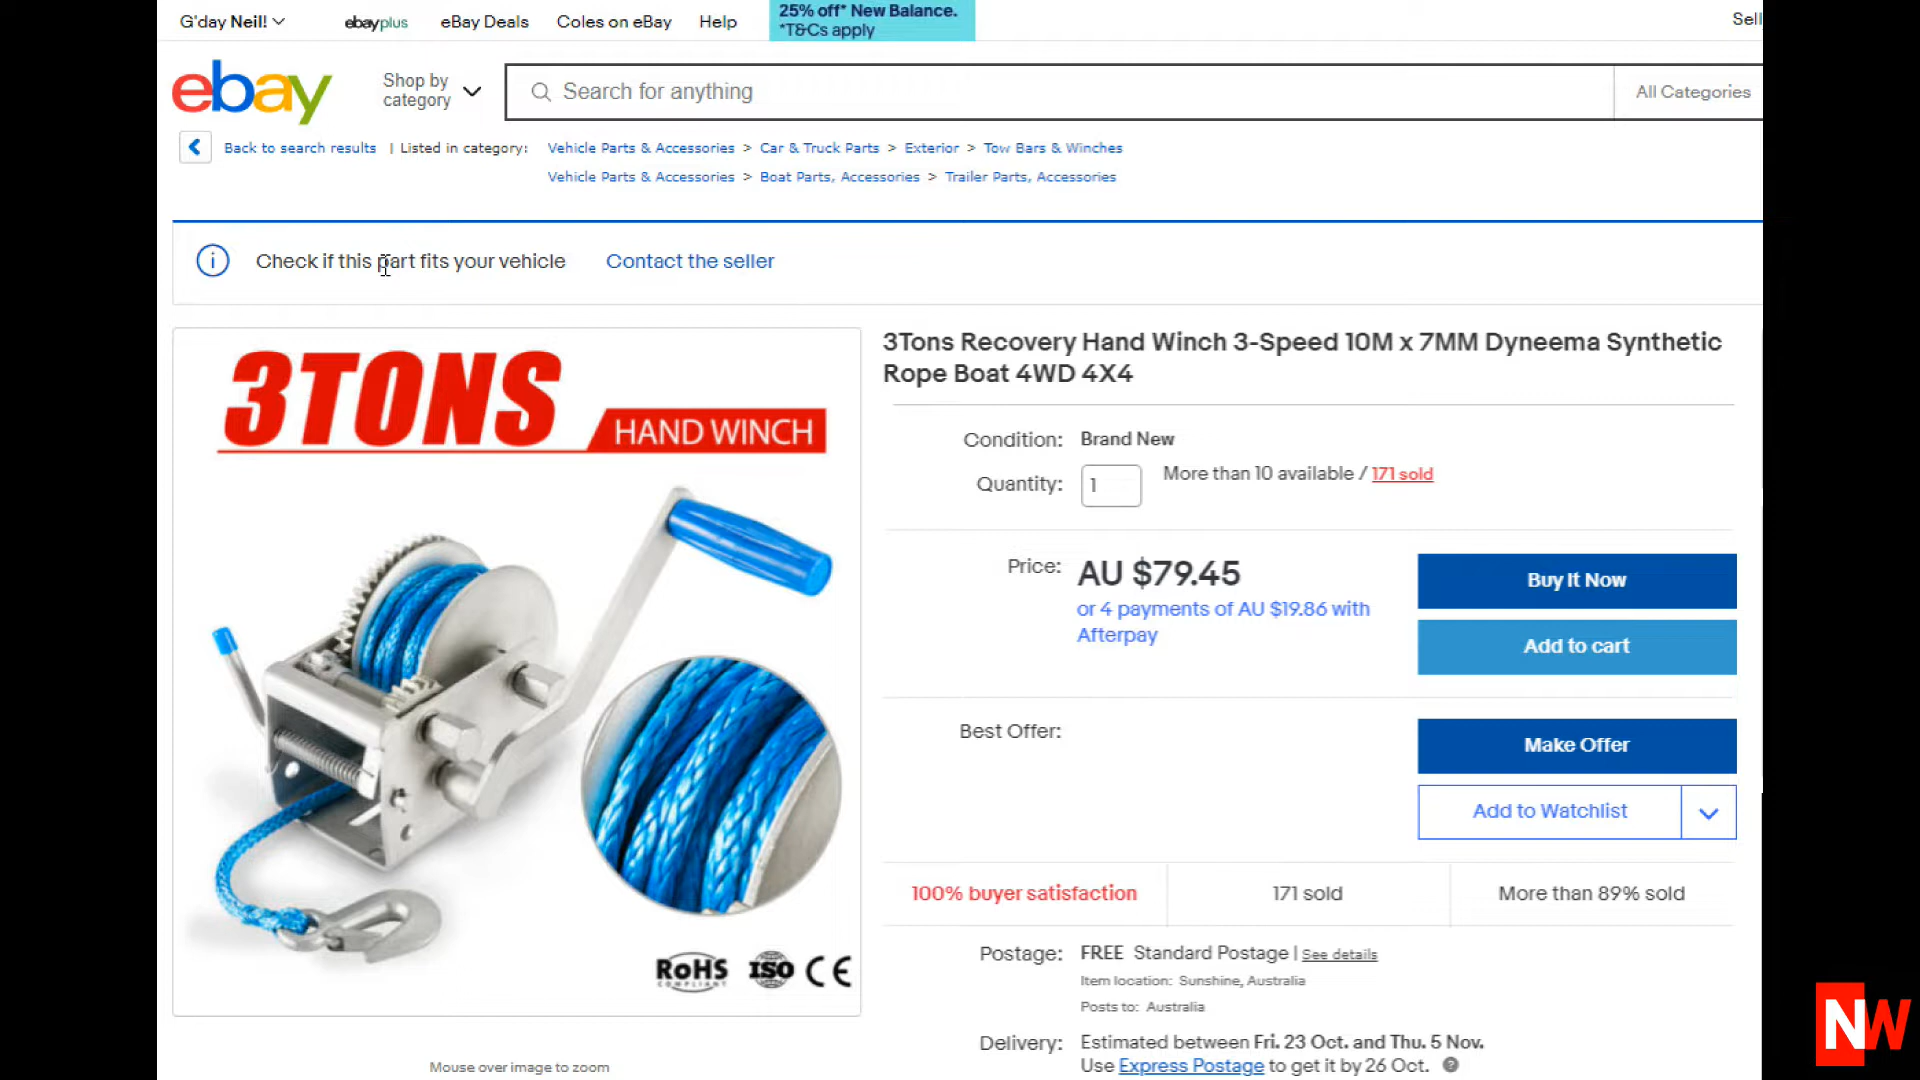 G'day Neil!
ebayplus
eBay Deals
Coles on eBay
Help
25% off* New Balance.
*T&Cs apply
Sell
ebay
Shop by
category
Search for anything
All Categories
Back to search results | Listed in category:
Vehicle Parts & Accessories > Car & Truck Parts > Exterior > Tow Bars & Winches
Vehicle Parts & Accessories > Boat Parts, Accessories > Trailer Parts, Accessories
Check if this part fits your vehicle
Contact the seller
3TONS
HAND WINCH
RoHS
COMPLIANT
ISO
CE
Mouse over image to zoom
3Tons Recovery Hand Winch 3-Speed 10M x 7MM Dyneema Synthetic
Rope Boat 4WD 4X4
Condition: Brand New
Quantity: 1
More than 10 available / 171 sold
Price: AU $79.45
or 4 payments of AU $19.86 with
Afterpay
Buy It Now
Add to cart
Best Offer:
Make Offer
Add to Watchlist
100% buyer satisfaction
171 sold
More than 89% sold
Postage: FREE Standard Postage | See details
Item location: Sunshine, Australia
Posts to: Australia
Delivery: Estimated between Fri. 23 Oct. and Thu. 5 Nov.
Use Express Postage to get it by 26 Oct.
NW